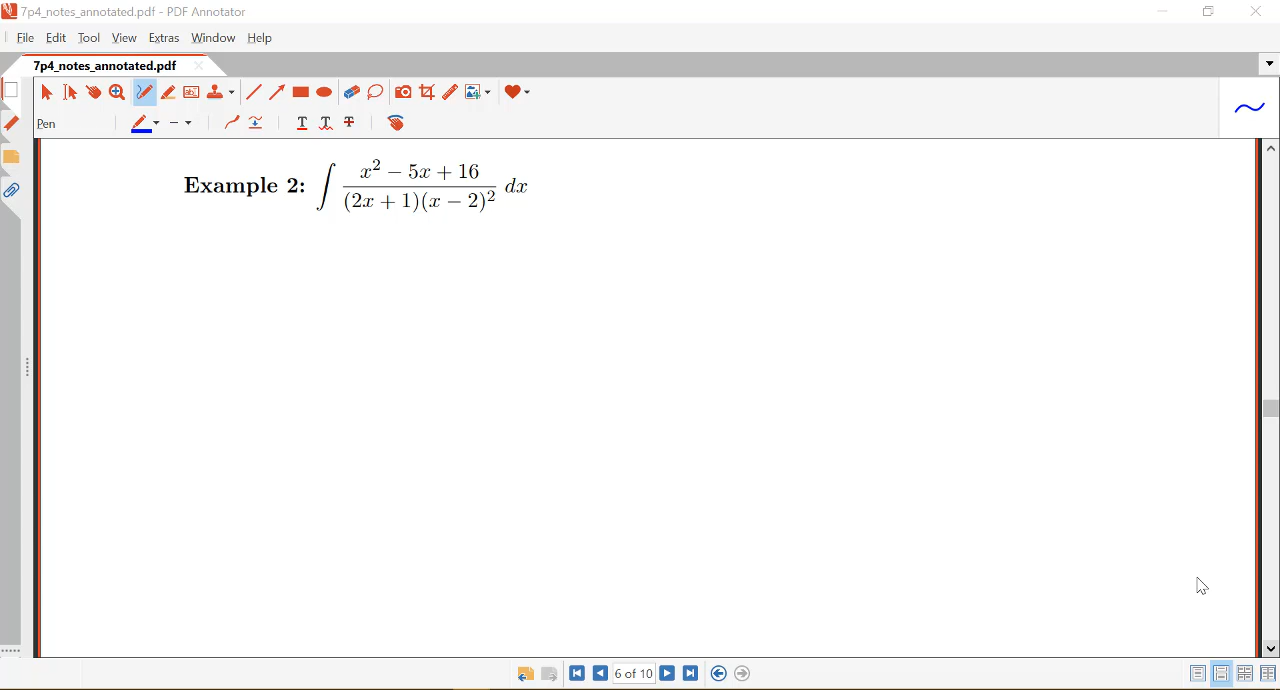 7p4_notes_annotated.pdf - PDF Annotator
File Edit Tool View Extras Window Help
7p4_notes_annotated.pdf
Pen
Example 2: ∫ (x² − 5x + 16) / ((2x + 1)(x − 2)²) dx
6 of 10